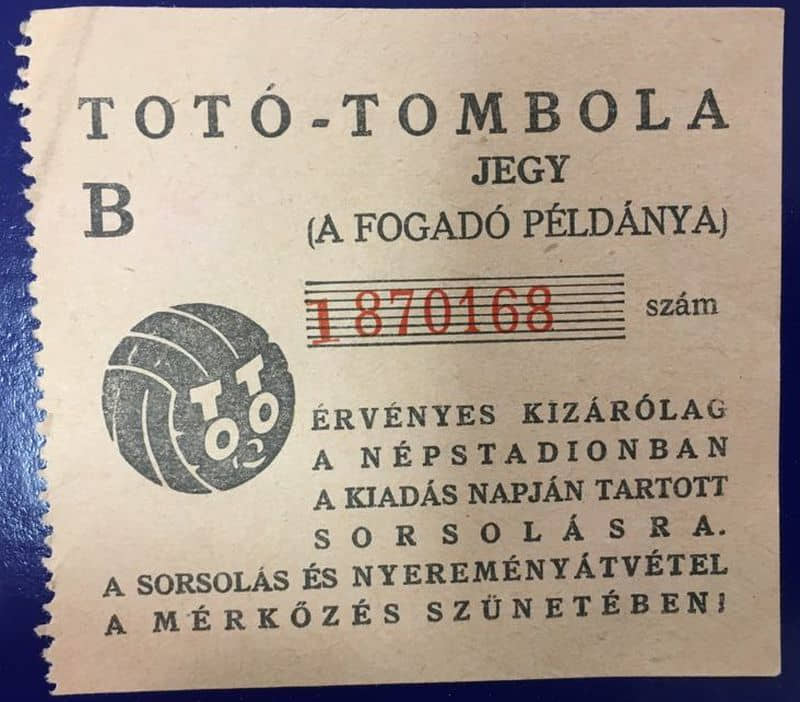 TOTÓ-TOMBOLA
B
JEGY
(A FOGADÓ PÉLDÁNYA)
1870168 szám
TOTO
ÉRVÉNYES KIZÁRÓLAG
A NÉPSTADIONBAN
A KIADÁS NAPJÁN TARTOTT
SORSOLÁSRA.
A SORSOLÁS ÉS NYEREMÉNYÁTVÉTEL
A MÉRKŐZÉS SZÜNETÉBEN!